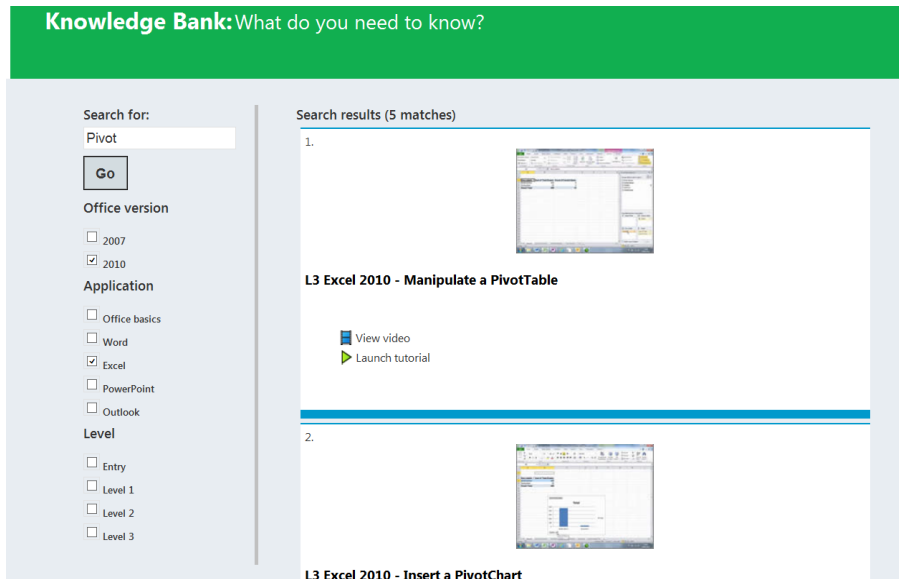 Knowledge Bank: What do you need to know?
Search for:
Pivot
Go
Office version
2007
2010
Application
Office basics
Word
Excel
PowerPoint
Outlook
Level
Entry
Level 1
Level 2
Level 3
Search results (5 matches)
1.
L3 Excel 2010 - Manipulate a PivotTable
View video
Launch tutorial
2.
L3 Excel 2010 - Insert a PivotChart